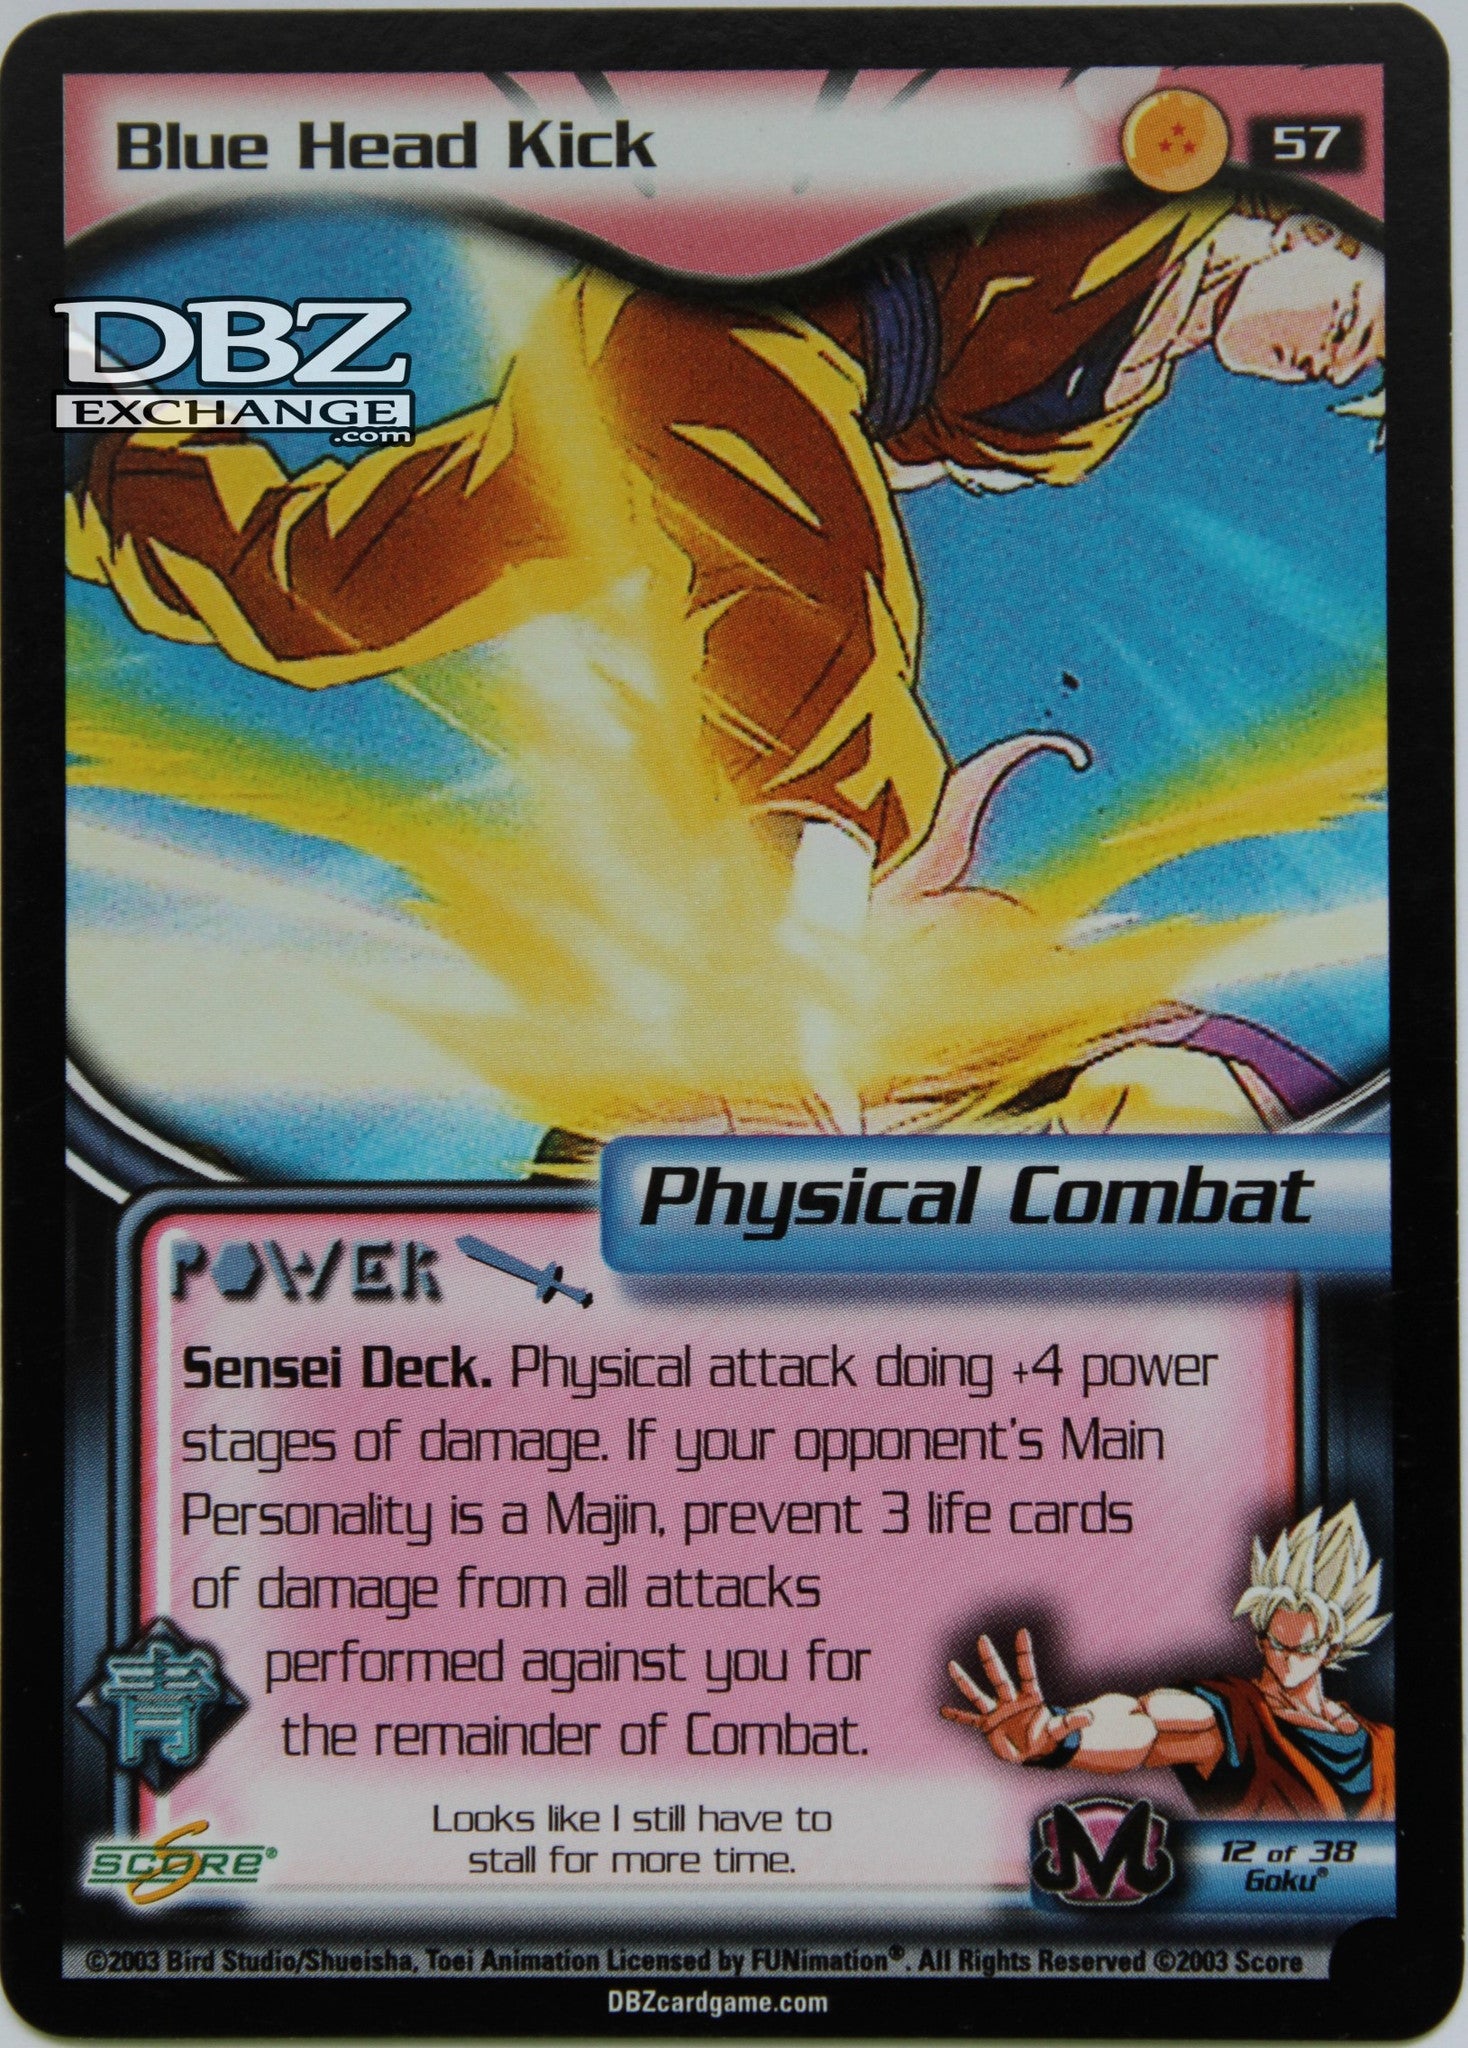 Blue Head Kick
57
DBZ
EXCHANGE
.com
Physical Combat
POWER
Sensei Deck. Physical attack doing +4 power
stages of damage. If your opponent's Main
Personality is a Majin, prevent 3 life cards
of damage from all attacks
performed against you for
the remainder of Combat.
青
Looks like I still have to
stall for more time.
SCORE®
M
12 of 38
Goku®
©2003 Bird Studio/Shueisha, Toei Animation Licensed by FUNimation®. All Rights Reserved ©2003 Score
DBZcardgame.com